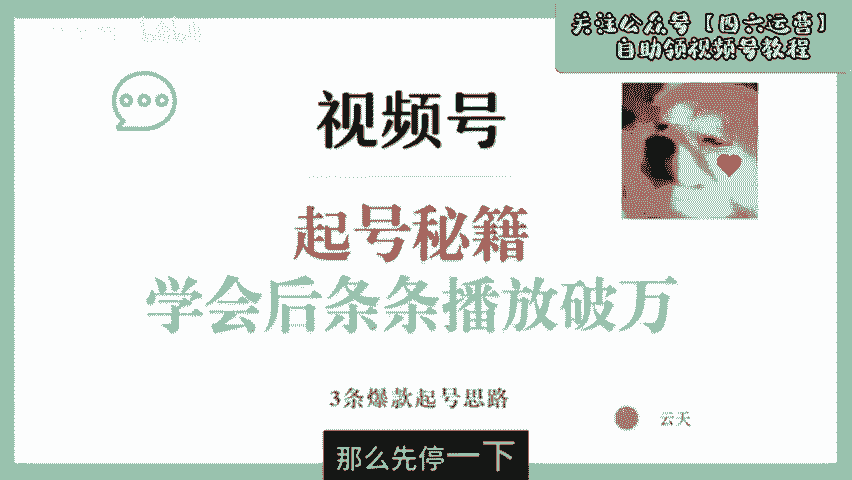 关注公众号【四六运营】
自助领视频号教程
视频号
起号秘籍
学会后条条播放破万
3条爆款起号思路
云天
那么先停一下